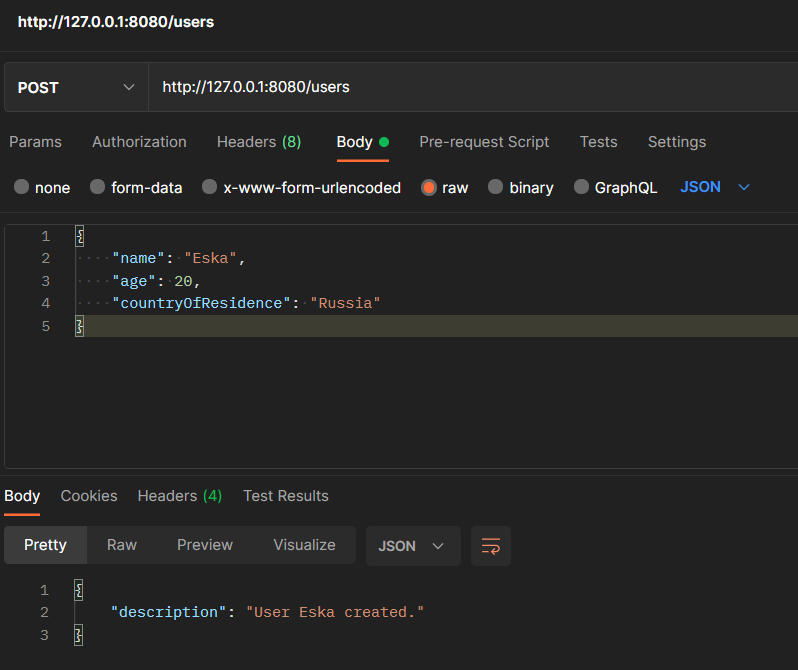 http://127.0.0.1:8080/users
POST http://127.0.0.1:8080/users
Params Authorization Headers (8) Body Pre-request Script Tests Settings
none form-data x-www-form-urlencoded raw binary GraphQL JSON
1 {
2 "name": "Eska",
3 "age": 20,
4 "countryOfResidence": "Russia"
5 }
Body Cookies Headers (4) Test Results
Pretty Raw Preview Visualize JSON
1 {
2 "description": "User Eska created."
3 }